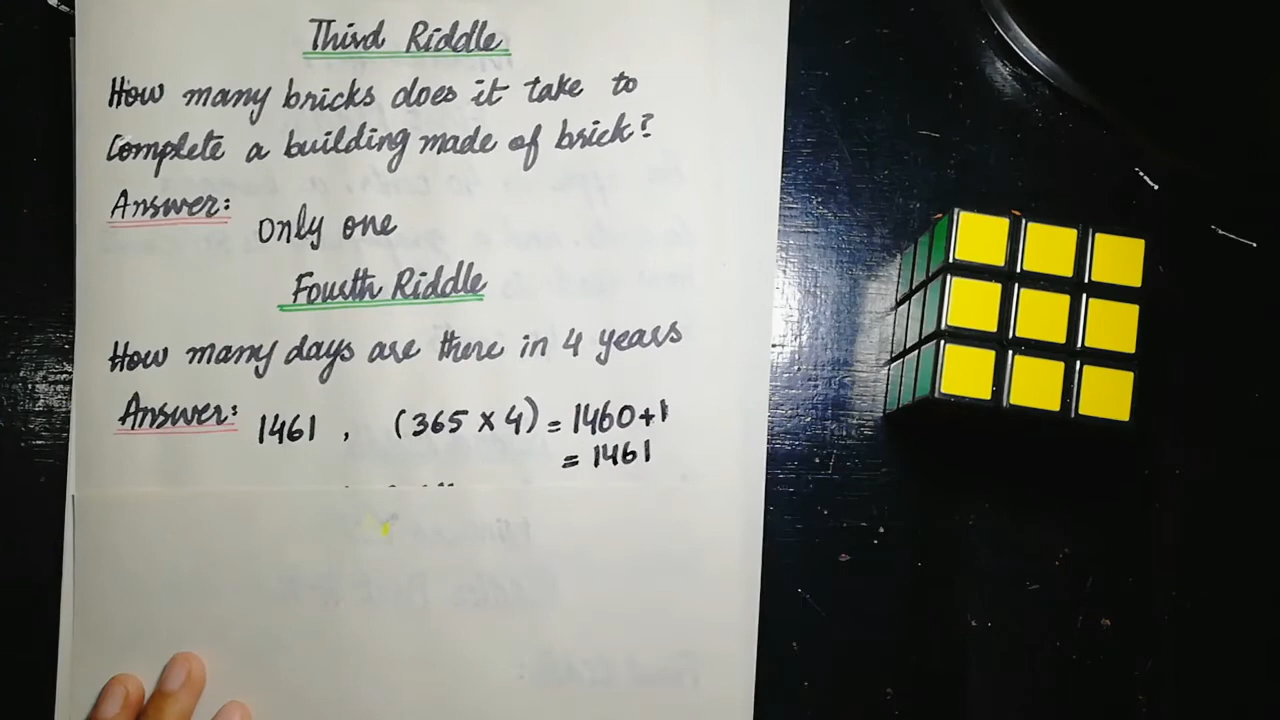 Third Riddle
How many bricks does it take to
Complete a building made of brick?
Answer:
Only one
Fourth Riddle
How many days are there in 4 years
Answer:
1461 , (365 x 4) = 1460+1
= 1461